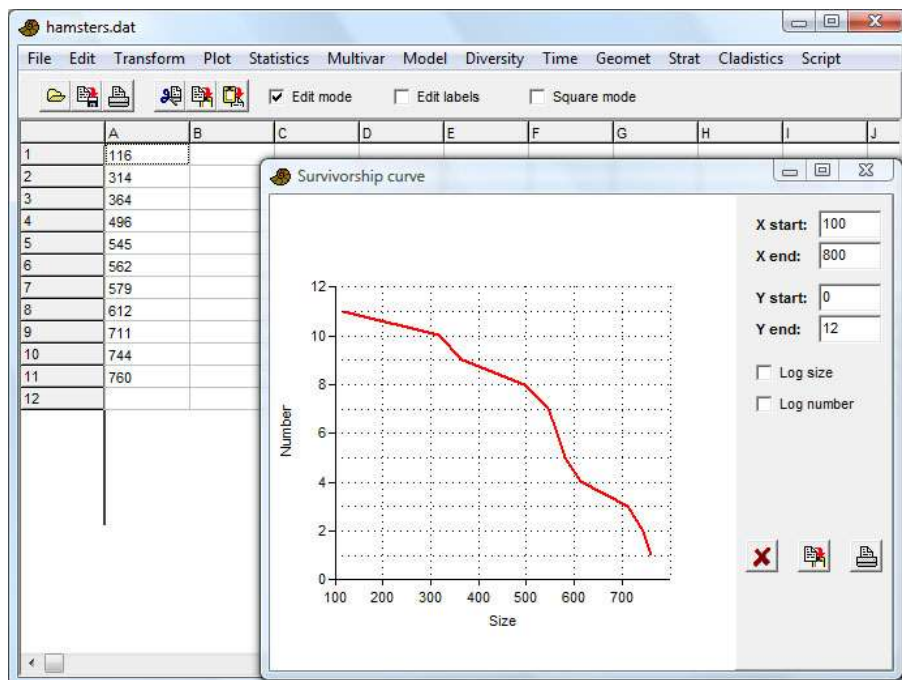 hamsters.dat
File Edit Transform Plot Statistics Multivar Model Diversity Time Geomet Strat Cladistics Script
Edit mode Edit labels Square mode
A B C D E F G H I J
1 116
2 314
3 364
4 496
5 545
6 562
7 579
8 612
9 711
10 744
11 760
12
Survivorship curve
X start: 100
X end: 800
Y start: 0
Y end: 12
Log size
Log number
12
10
8
6
4
2
0
Number
100 200 300 400 500 600 700
Size